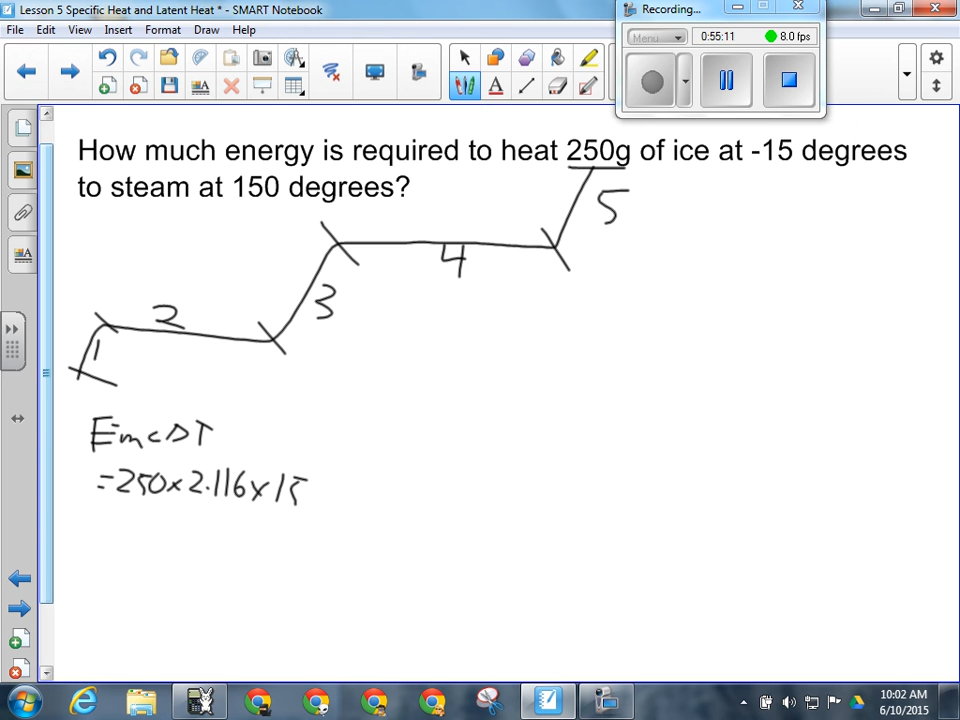 Lesson 5 Specific Heat and Latent Heat * - SMART Notebook
Recording...
File Edit View Insert Format Draw Help
Menu
0:55:11
8.0 fps
How much energy is required to heat 250g of ice at -15 degrees
to steam at 150 degrees?
5
4
3
2
1
E=mcΔT
=250×2.116×15
10:02 AM
6/10/2015